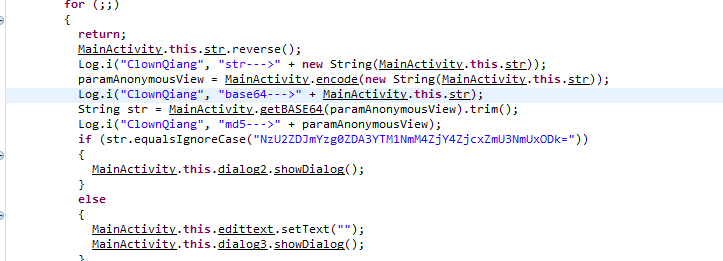 for (;;)
{
return;
MainActivity.this.str.reverse();
Log.i("ClownQiang", "str--->" + new String(MainActivity.this.str));
paramAnonymousView = MainActivity.encode(new String(MainActivity.this.str));
Log.i("ClownQiang", "base64--->" + MainActivity.this.str);
String str = MainActivity.getBASE64(paramAnonymousView).trim();
Log.i("ClownQiang", "md5--->" + paramAnonymousView);
if (str.equalsIgnoreCase("NzU2ZDJmYzg0ZDA3YTM1NmM4ZjY4ZjcxZmU3NmUxODk="))
{
MainActivity.this.dialog2.showDialog();
}
else
{
MainActivity.this.edittext.setText("");
MainActivity.this.dialog3.showDialog();
}